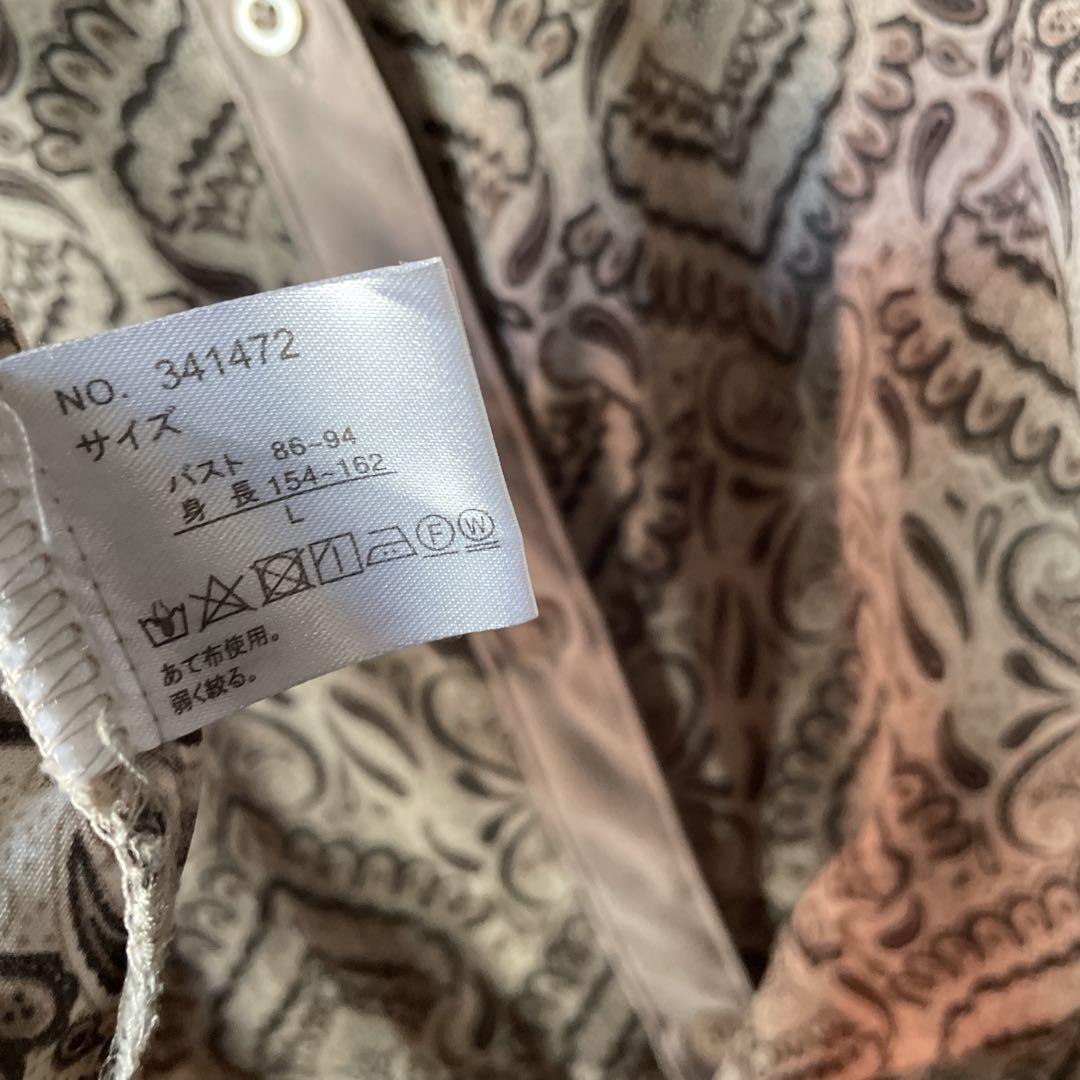 NO. 341472
サイズ
バスト 86~94
身長 154~162
L
F W
あて布使用。
弱く絞る。